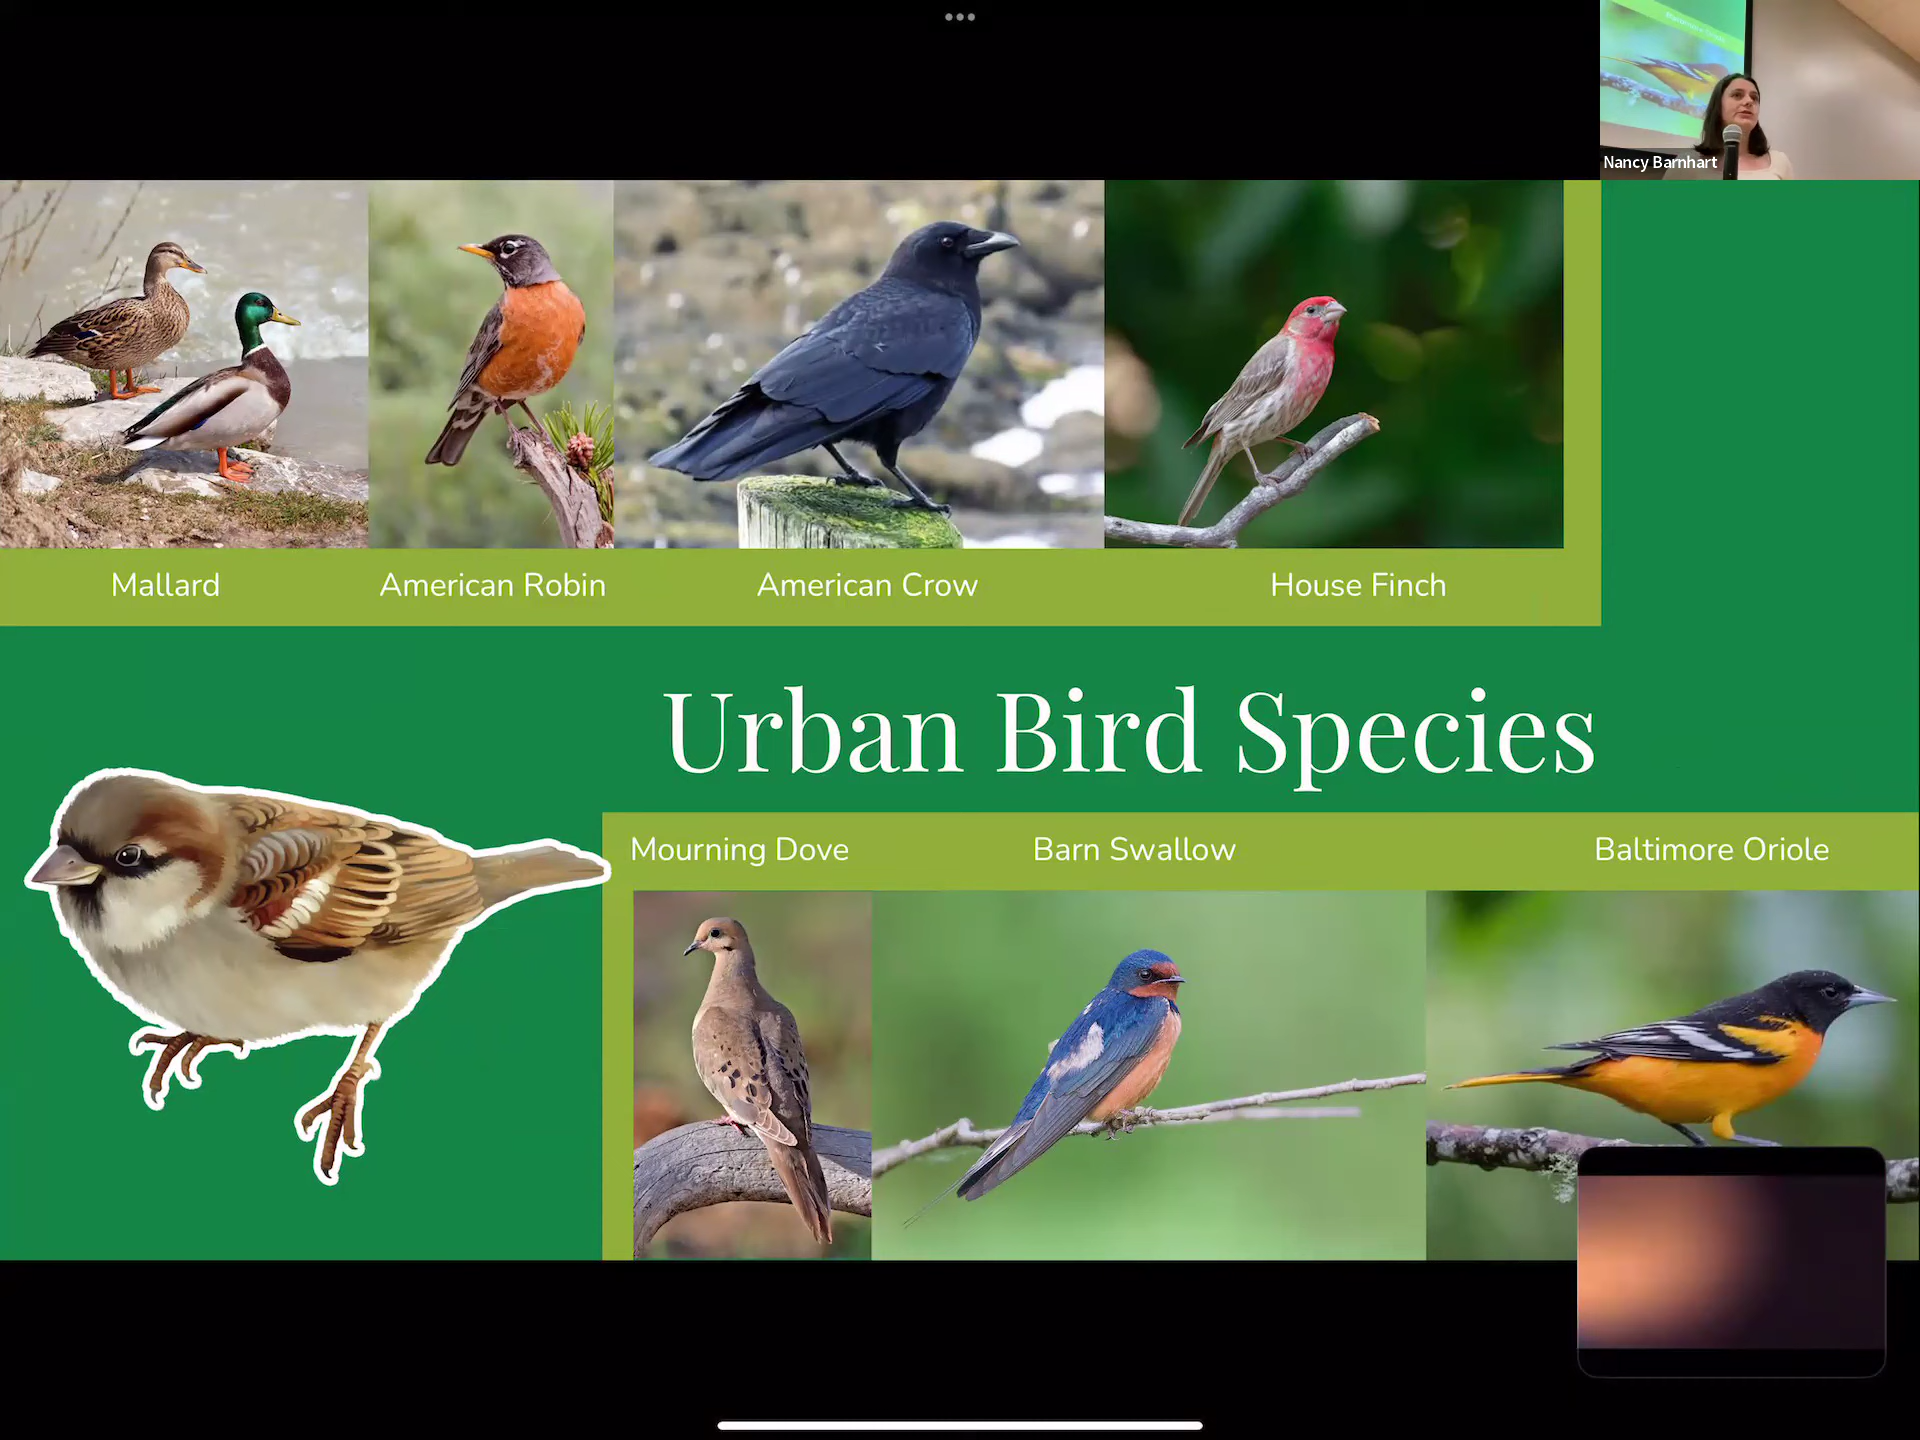 Nancy Barnhart
Mallard
American Robin
American Crow
House Finch
Urban Bird Species
Mourning Dove
Barn Swallow
Baltimore Oriole